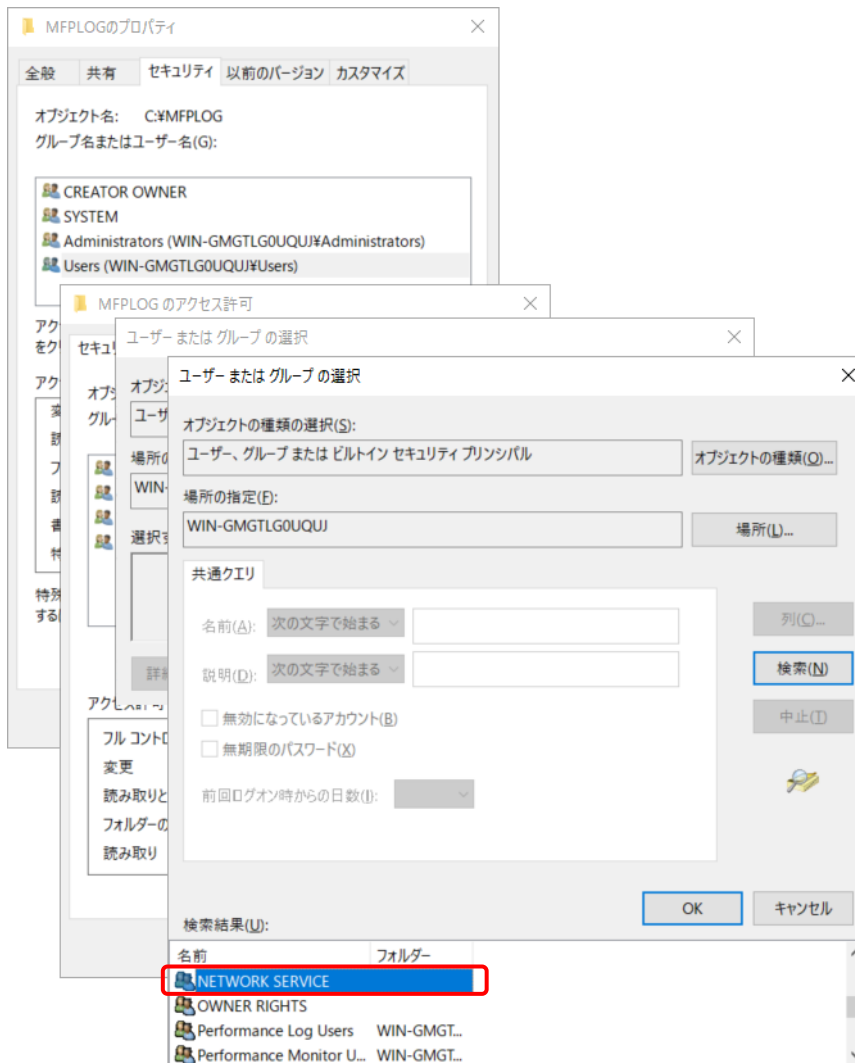 MFPLOGのプロパティ
全般 共有 セキュリティ 以前のバージョン カスタマイズ
オブジェクト名: C:¥MFPLOG
グループ名またはユーザー名(G):
CREATOR OWNER
SYSTEM
Administrators (WIN-GMGTLG0UQUJ¥Administrators)
Users (WIN-GMGTLG0UQUJ¥Users)
MFPLOG のアクセス許可
ユーザー または グループ の選択
ユーザー または グループ の選択
オブジェクトの種類の選択(S):
ユーザー、グループ または ビルトイン セキュリティ プリンシパル
オブジェクトの種類(O)...
場所の指定(F):
WIN-GMGTLG0UQUJ
場所(L)...
共通クエリ
名前(A): 次の文字で始まる
列(C)...
説明(D): 次の文字で始まる
検索(N)
無効になっているアカウント(B)
中止(T)
無期限のパスワード(X)
前回ログオン時からの日数(I):
アクセス許可
フル コントロ
変更
読み取りと
フォルダーの
読み取り
OK
キャンセル
検索結果(U):
名前 フォルダー
NETWORK SERVICE
OWNER RIGHTS
Performance Log Users WIN-GMGT...
Performance Monitor U... WIN-GMGT...